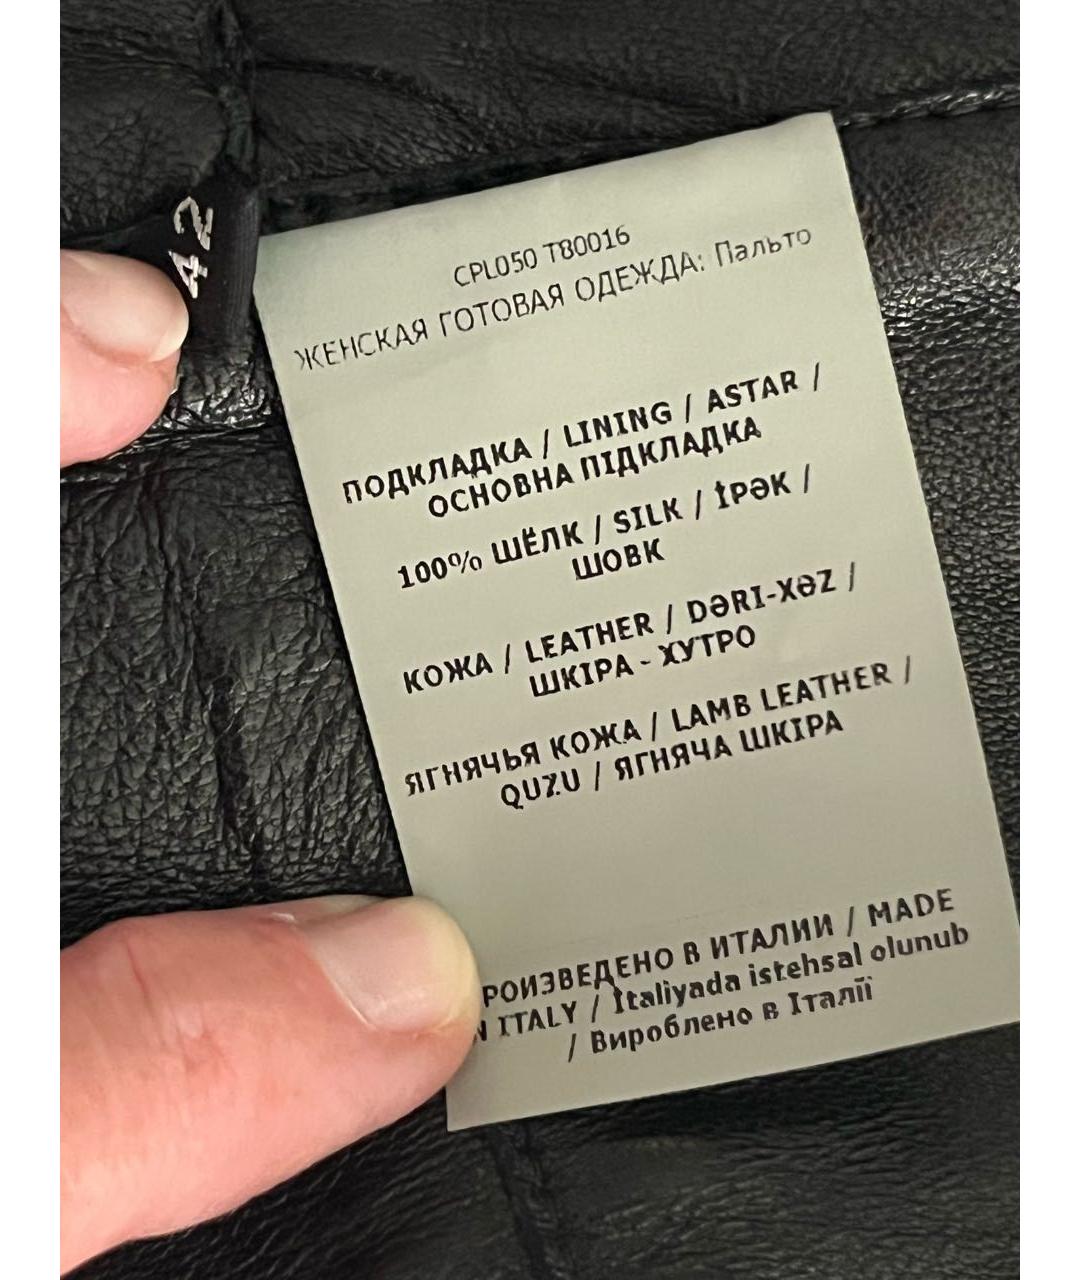 42
CPL050 T80016
ЖЕНСКАЯ ГОТОВАЯ ОДЕЖДА: Пальто
ПОДКЛАДКА / LINING / ASTAR /
ОСНОВНА ПІДКЛАДКА
100% ШЁЛК / SILK / İPƏK /
ШОВК
КОЖА / LEATHER / DƏRI-XƏZ /
ШКІРА - ХУТРО
ЯГНЯЧЬЯ КОЖА / LAMB LEATHER /
QUZU / ЯГНЯЧА ШКІРА
РОИЗВЕДЕНО В ИТАЛИИ / MADE
N ITALY / İtaliyada istehsal olunub
/ Вироблено в Італії